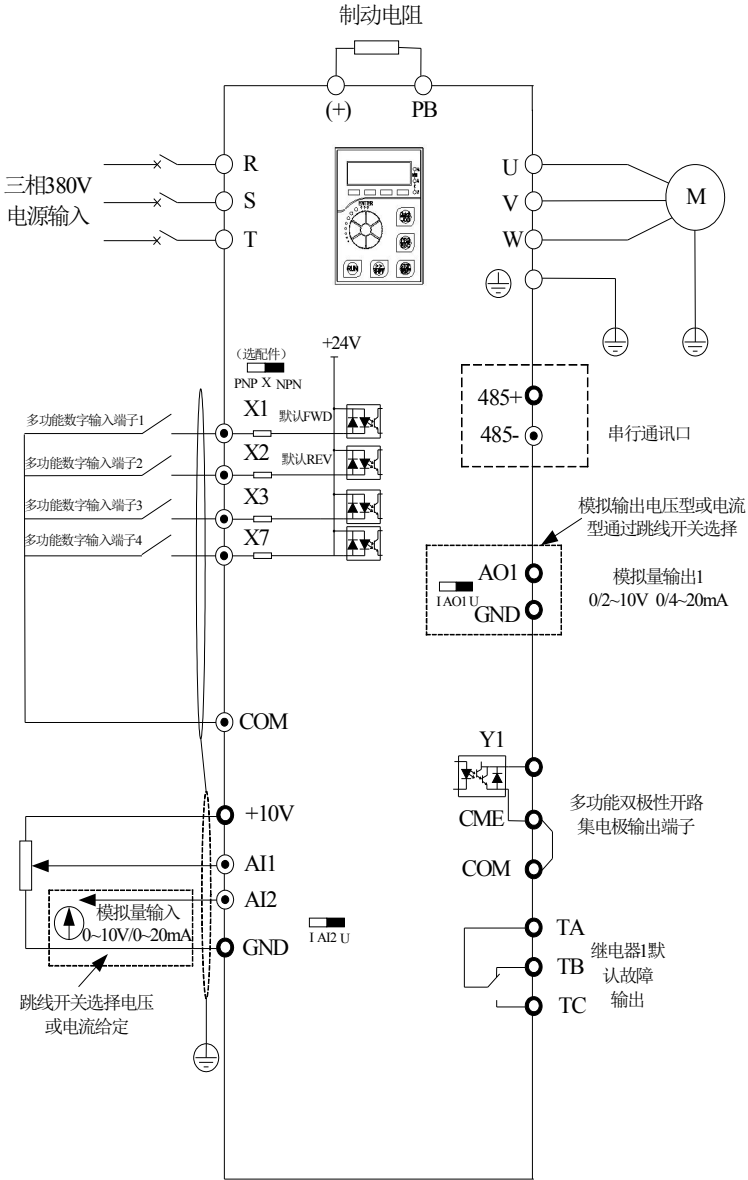 制动电阻
(+)
PB
三相380V
电源输入
R
S
T
ENTER
RUN
U
V
W
M
(选配件)
PNP X NPN
+24V
多功能数字输入端子1
X1
默认FWD
多功能数字输入端子2
X2
默认REV
多功能数字输入端子3
X3
多功能数字输入端子4
X7
COM
485+
485-
串行通讯口
模拟输出电压型或电流
型通过跳线开关选择
I AO1 U
AO1
GND
模拟量输出1
0/2~10V 0/4~20mA
Y1
CME
COM
多功能双极性开路
集电极输出端子
+10V
AI1
AI2
GND
模拟量输入
0~10V/0~20mA
I AI2 U
跳线开关选择电压
或电流给定
TA
TB
TC
继电器1默
认故障
输出